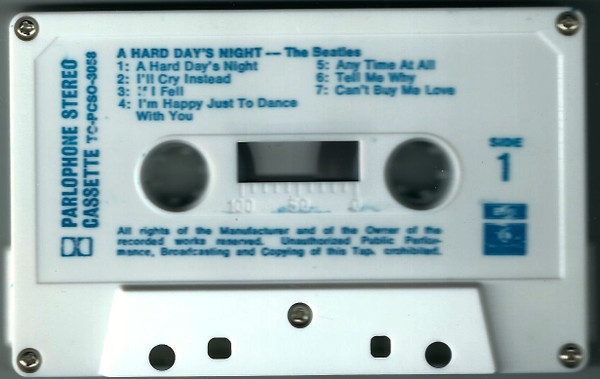 A HARD DAY'S NIGHT -- The Beatles
1: A Hard Day's Night
2: I'll Cry Instead
3: If I Fell
4: I'm Happy Just To Dance
With You
5: Any Time At All
6: Tell Me Why
7: Can't Buy Me Love
PARLOPHONE STEREO
CASSETTE TC-PCSO-3058
SIDE
1
100 50 0
All rights of the Manufacturer and of the Owner of the
recorded works reserved. Unauthorized Public Perfor-
mance, Broadcasting and Copying of this Tape prohibited.